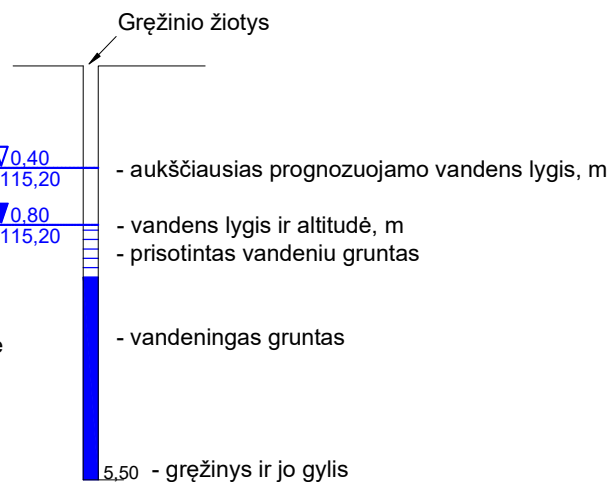 Gręžinio žiotys
0,40
115,20
- aukščiausias prognozuojamo vandens lygis, m
0,80
115,20
- vandens lygis ir altitudė, m
- prisotintas vandeniu gruntas
- vandeningas gruntas
5,50 - gręžinys ir jo gylis